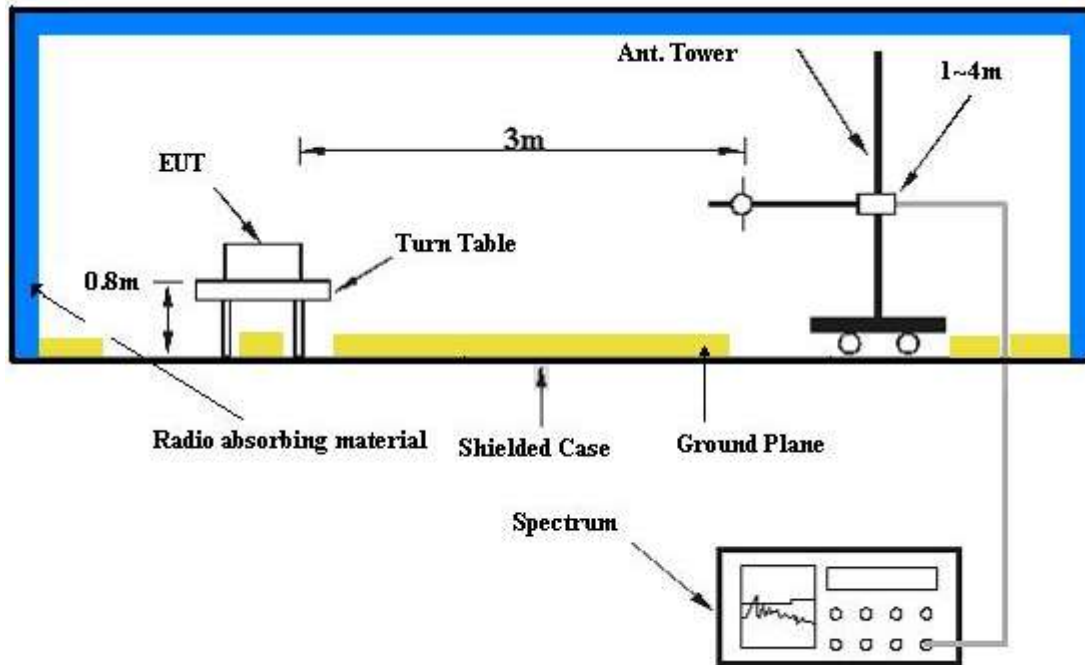 Ant. Tower
1~4m
3m
EUT
Turn Table
0.8m
Radio absorbing material
Shielded Case
Ground Plane
Spectrum